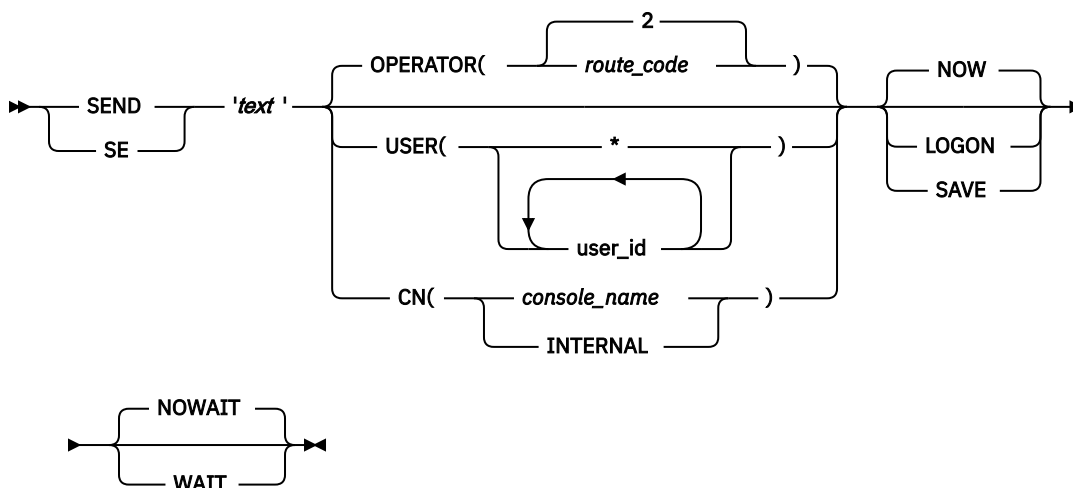 2
OPERATOR( route_code )
SEND 'text ' NOW
SE USER( * ) LOGON
SAVE
user_id
CN( console_name )
INTERNAL
NOWAIT
WAIT